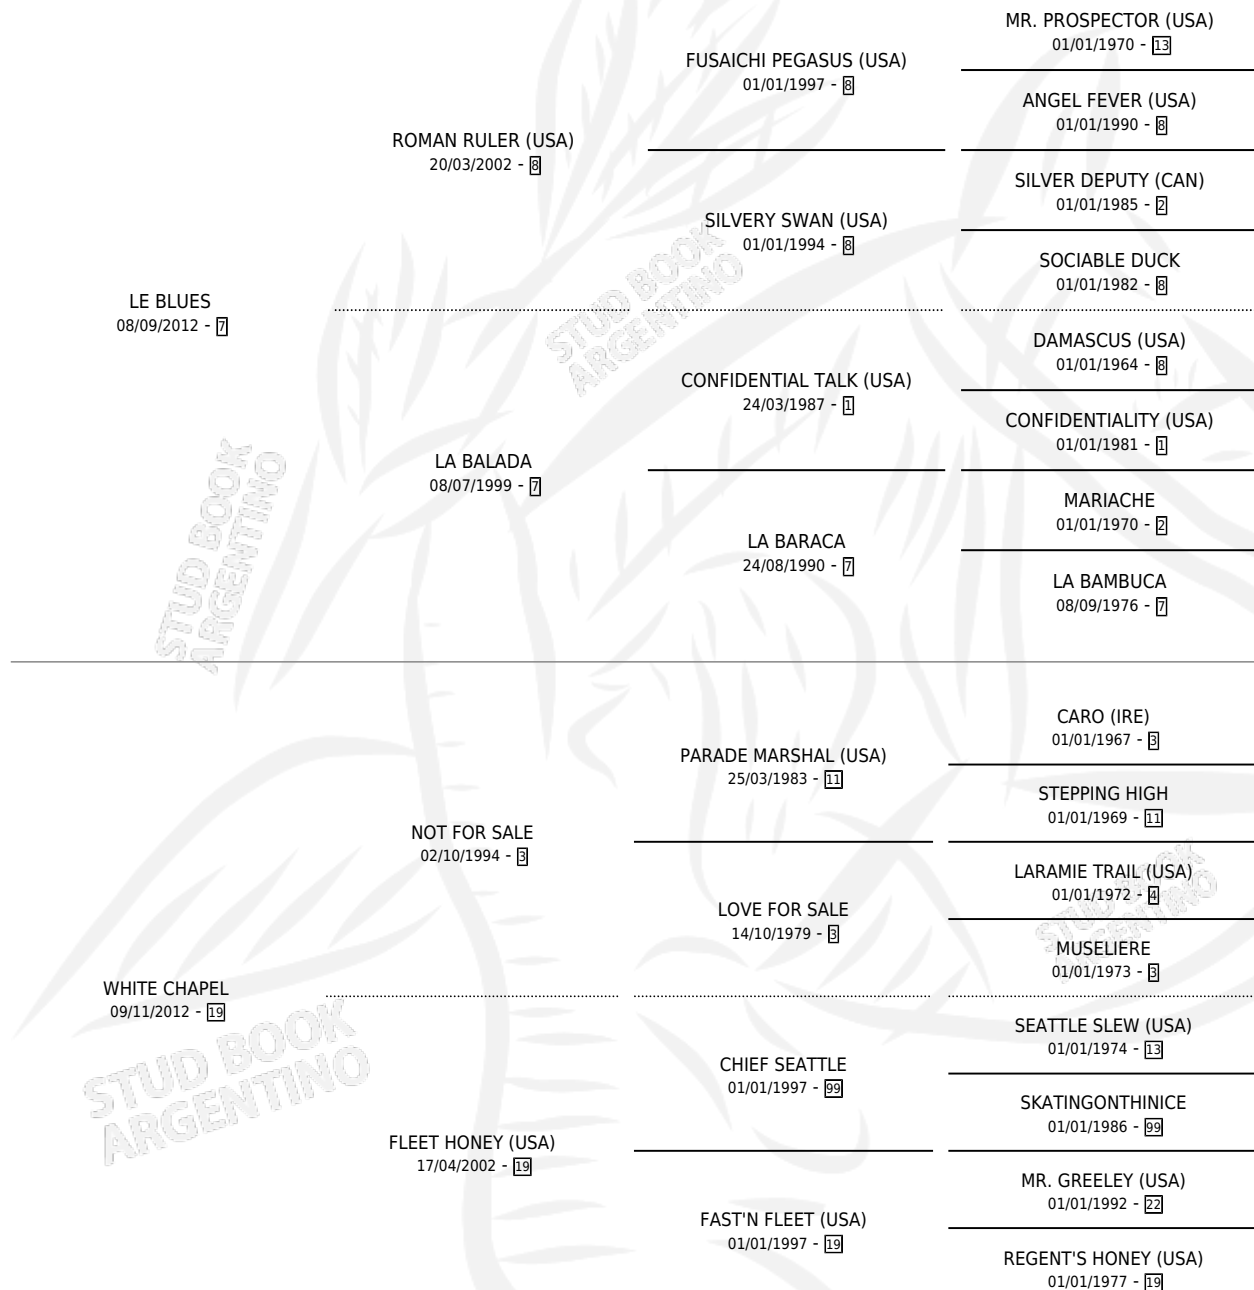 MR. PROSPECTOR (USA)
01/01/1970 - 13
FUSAICHI PEGASUS (USA)
01/01/1997 - 8
ANGEL FEVER (USA)
01/01/1990 - 8
ROMAN RULER (USA)
20/03/2002 - 8
SILVER DEPUTY (CAN)
01/01/1985 - 2
SILVERY SWAN (USA)
01/01/1994 - 8
SOCIABLE DUCK
01/01/1982 - 8
LE BLUES
08/09/2012 - 7
DAMASCUS (USA)
01/01/1964 - 8
CONFIDENTIAL TALK (USA)
24/03/1987 - 1
CONFIDENTIALITY (USA)
01/01/1981 - 1
LA BALADA
08/07/1999 - 7
MARIACHE
01/01/1970 - 2
LA BARACA
24/08/1990 - 7
LA BAMBUCA
08/09/1976 - 7
CARO (IRE)
01/01/1967 - 3
PARADE MARSHAL (USA)
25/03/1983 - 11
STEPPING HIGH
01/01/1969 - 11
NOT FOR SALE
02/10/1994 - 3
LARAMIE TRAIL (USA)
01/01/1972 - 4
LOVE FOR SALE
14/10/1979 - 3
MUSELIERE
01/01/1973 - 3
WHITE CHAPEL
09/11/2012 - 19
SEATTLE SLEW (USA)
01/01/1974 - 13
CHIEF SEATTLE
01/01/1997 - 99
SKATINGONTHINICE
01/01/1986 - 99
FLEET HONEY (USA)
17/04/2002 - 19
MR. GREELEY (USA)
01/01/1992 - 22
FAST'N FLEET (USA)
01/01/1997 - 19
REGENT'S HONEY (USA)
01/01/1977 - 19
STUD BOOK
ARGENTINO
STUD BOOK
ARGENTINO
STUD BOOK
ARGENTINO
STUD BOOK
ARGENTINO